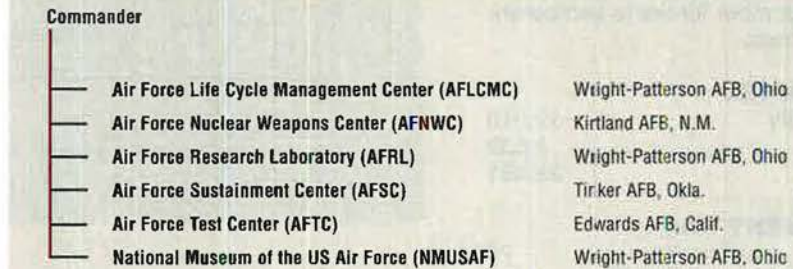 Commander
Air Force Life Cycle Management Center (AFLCMC) Wright-Patterson AFB, Ohio
Air Force Nuclear Weapons Center (AFNWC) Kirtland AFB, N.M.
Air Force Research Laboratory (AFRL) Wright-Patterson AFB, Ohio
Air Force Sustainment Center (AFSC) Tinker AFB, Okla.
Air Force Test Center (AFTC) Edwards AFB, Calif.
National Museum of the US Air Force (NMUSAF) Wright-Patterson AFB, Ohio